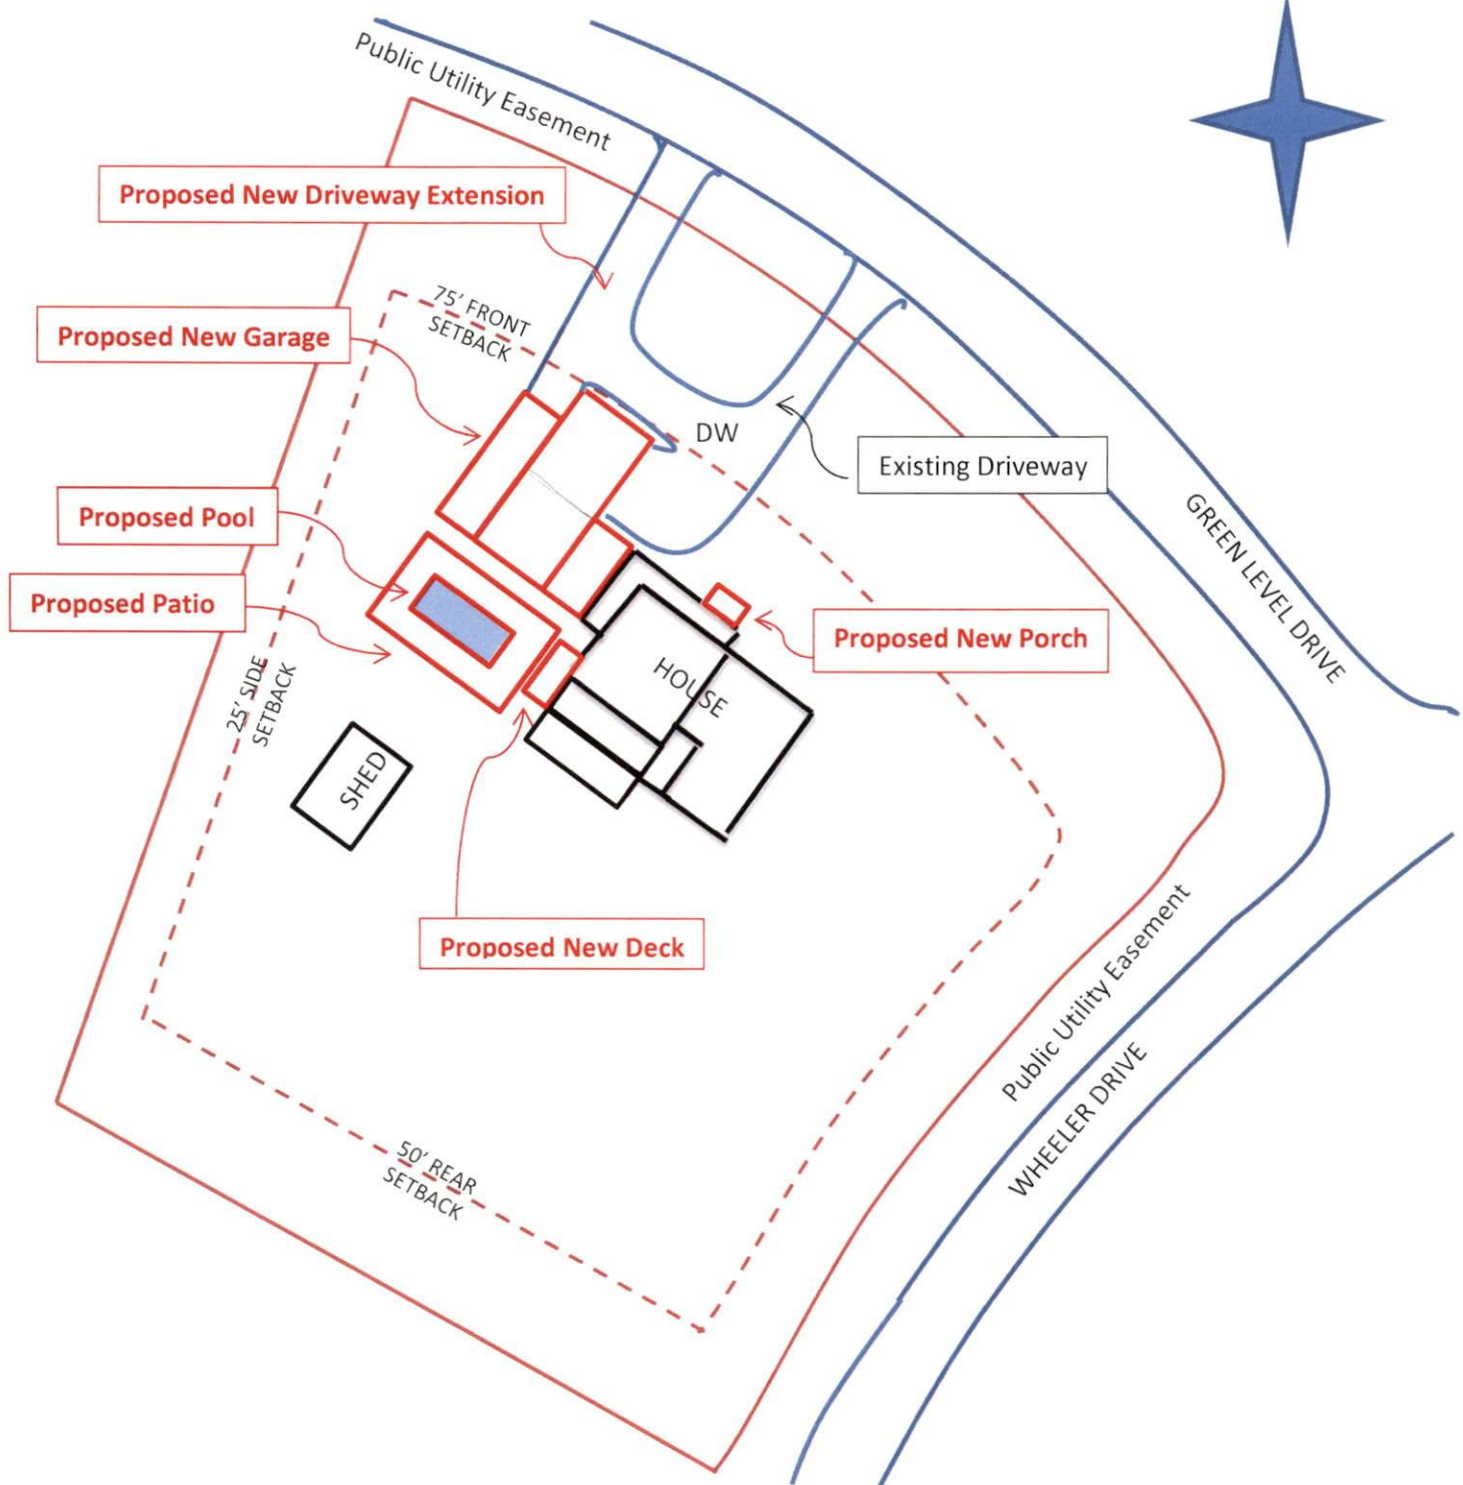 Public Utility Easement
Proposed New Driveway Extension
75' FRONT
SETBACK
Proposed New Garage
DW
Existing Driveway
Proposed Pool
GREEN LEVEL DRIVE
Proposed Patio
Proposed New Porch
HOUSE
25' SIDE
SETBACK
SHED
Proposed New Deck
Public Utility Easement
WHEELER DRIVE
50' REAR
SETBACK